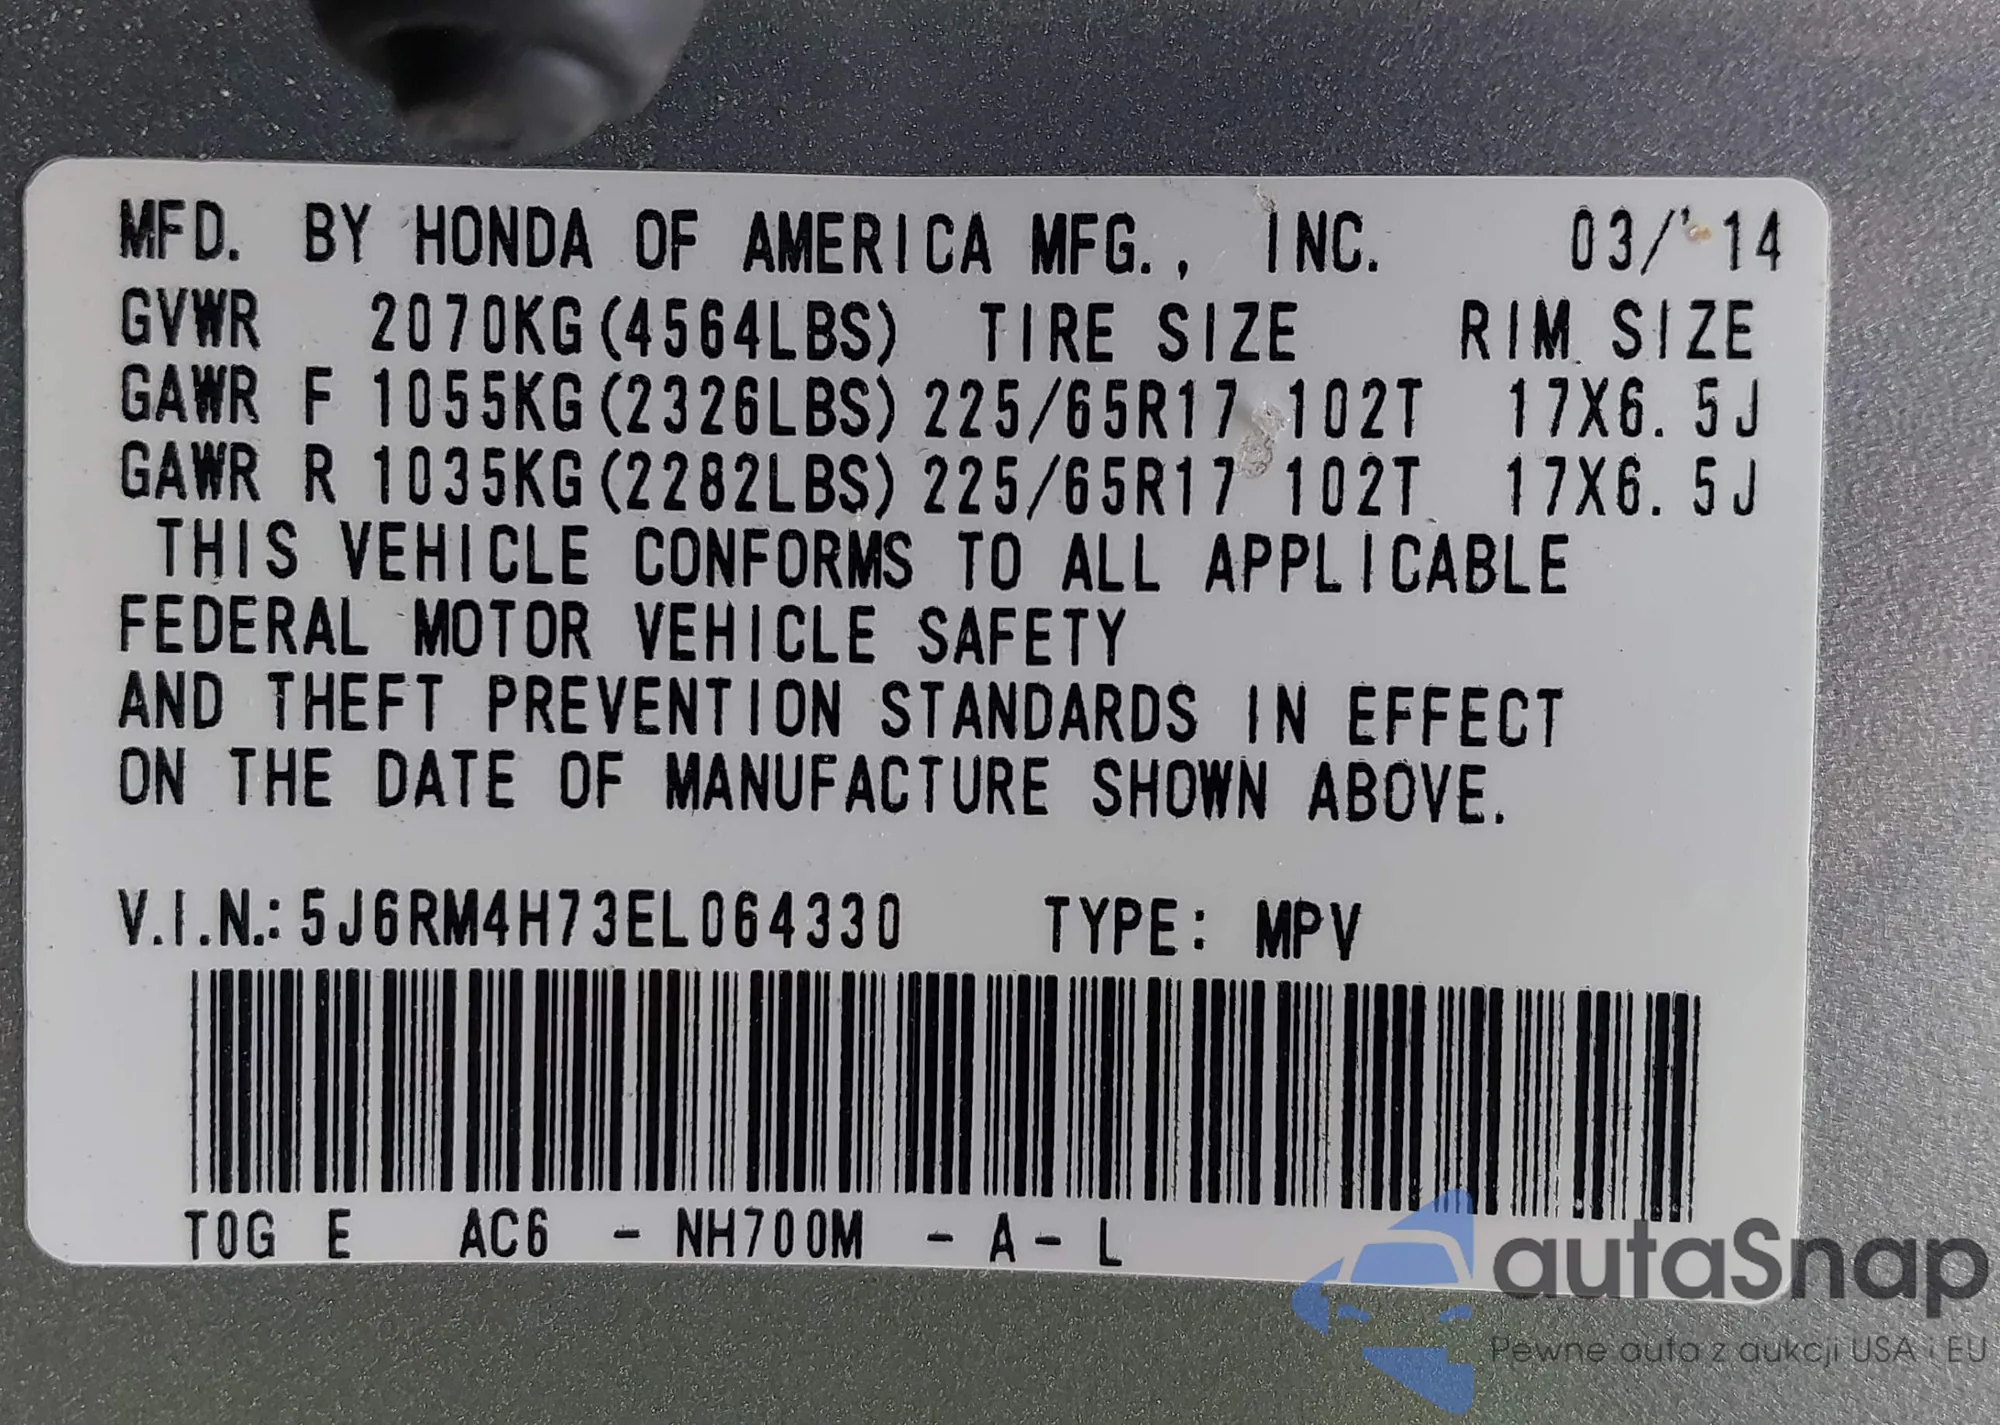 MFD. BY HONDA OF AMERICA MFG., INC. 03/'14
GVWR 2070KG(4564LBS) TIRE SIZE RIM SIZE
GAWR F 1055KG(2326LBS) 225/65R17 102T 17X6.5J
GAWR R 1035KG(2282LBS) 225/65R17 102T 17X6.5J
THIS VEHICLE CONFORMS TO ALL APPLICABLE
FEDERAL MOTOR VEHICLE SAFETY
AND THEFT PREVENTION STANDARDS IN EFFECT
ON THE DATE OF MANUFACTURE SHOWN ABOVE.
V.I.N.: 5J6RM4H73EL064330 TYPE: MPV
T0G E AC6 - NH700M - A - L
autaSnap
Pewne auta z aukcji USA i EU